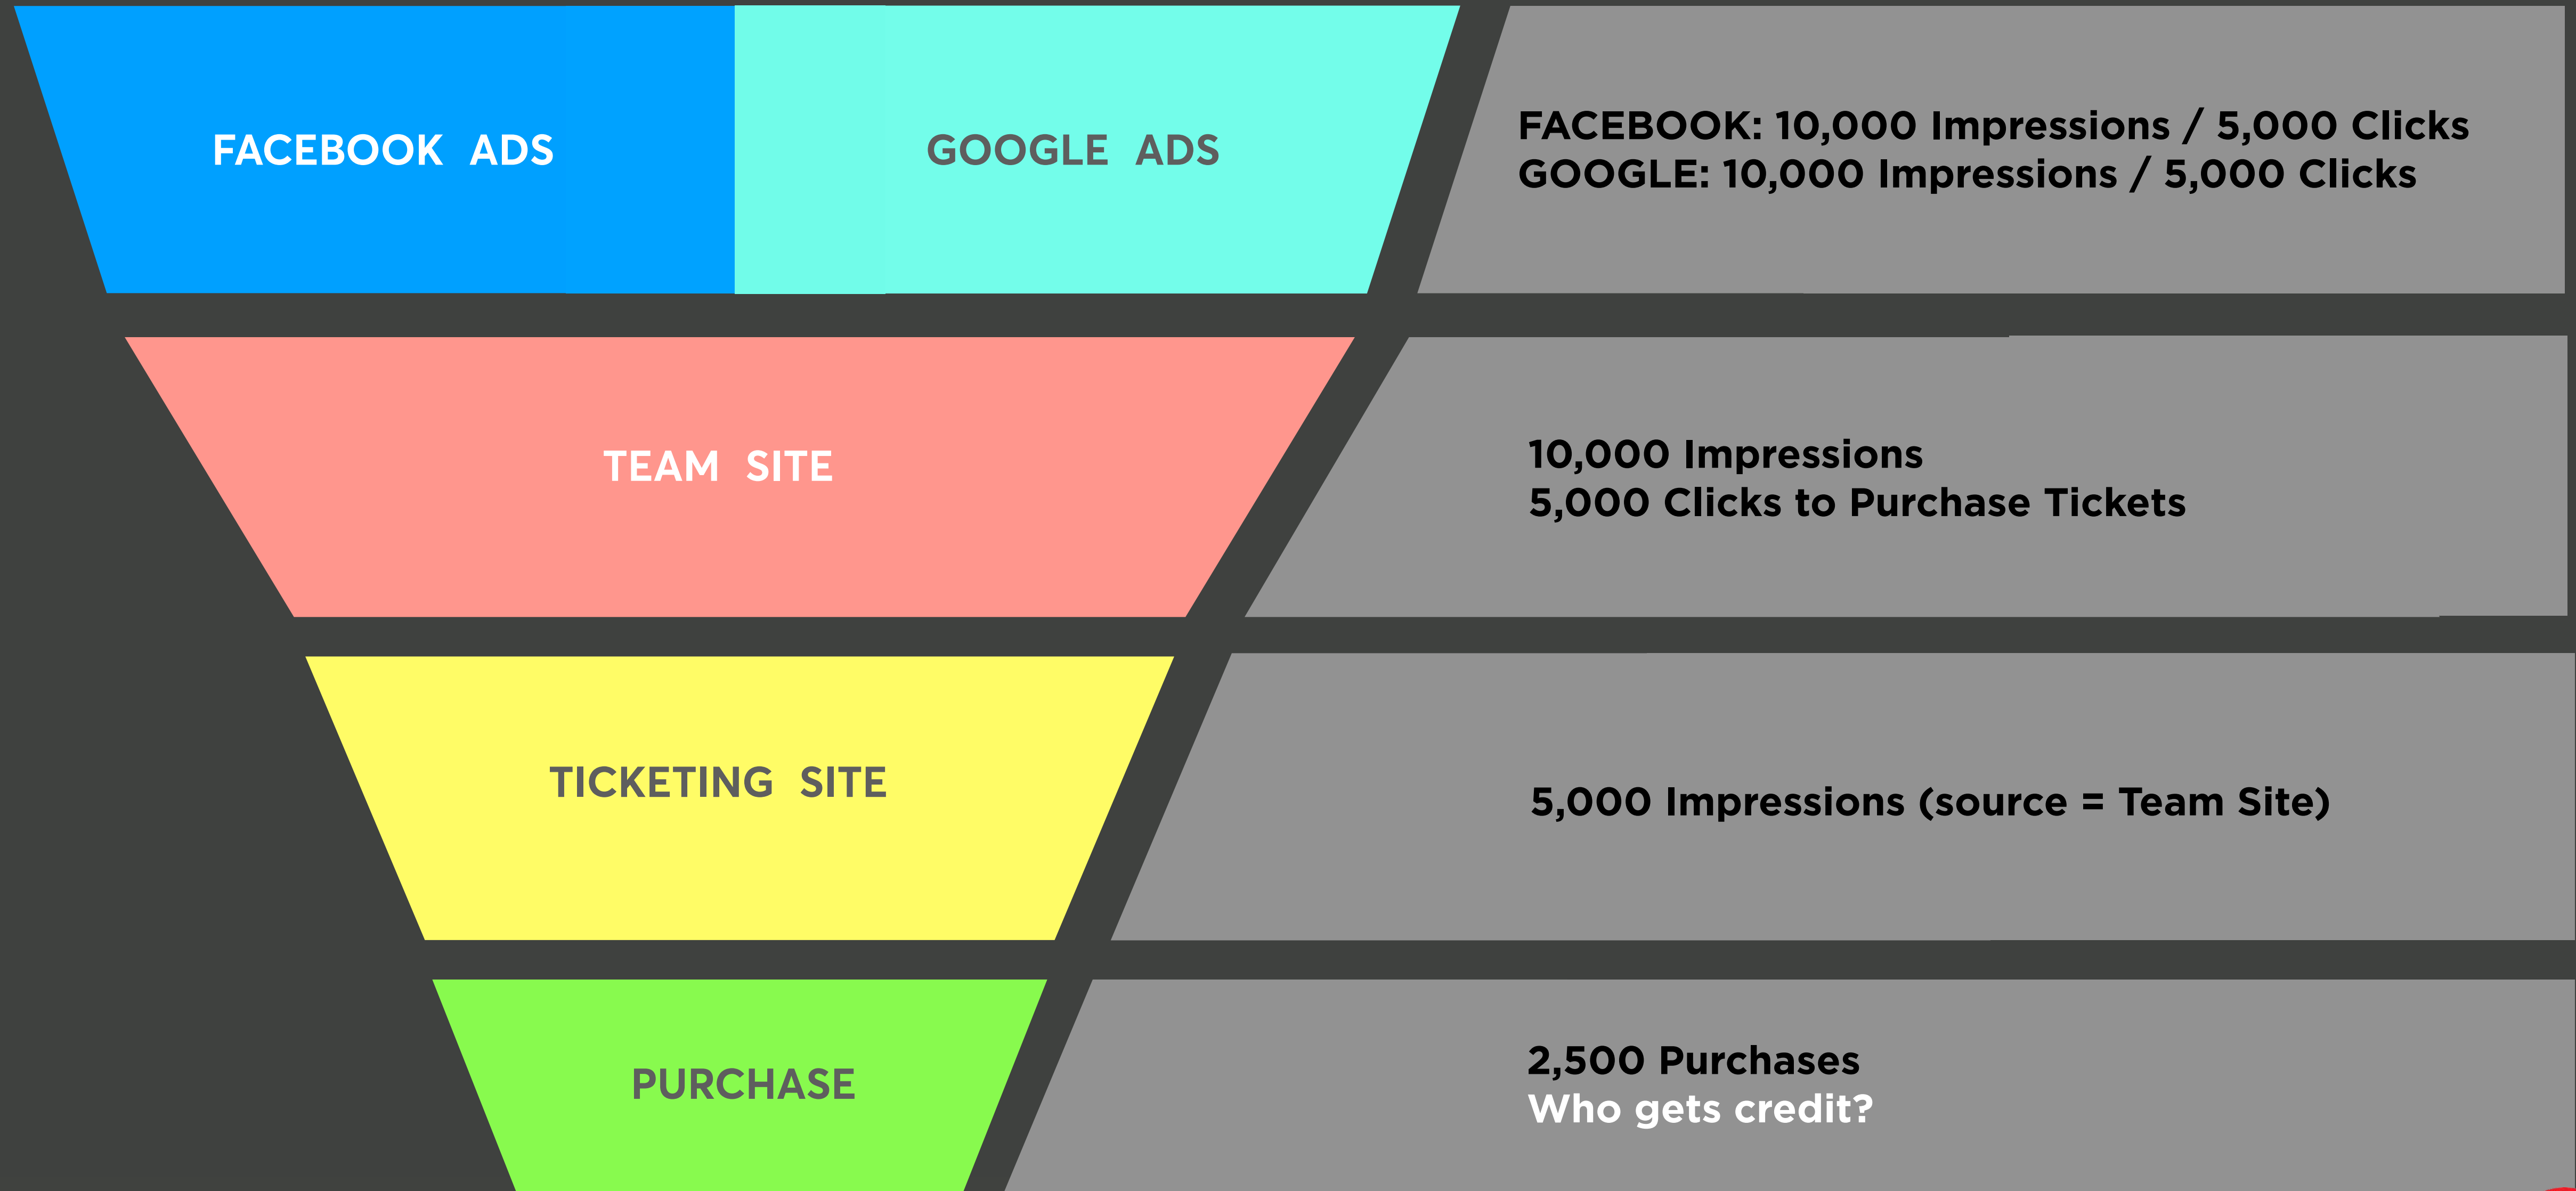 FACEBOOK ADS
GOOGLE ADS
FACEBOOK: 10,000 Impressions / 5,000 Clicks
GOOGLE: 10,000 Impressions / 5,000 Clicks
TEAM SITE
10,000 Impressions
5,000 Clicks to Purchase Tickets
TICKETING SITE
5,000 Impressions (source = Team Site)
PURCHASE
2,500 Purchases
Who gets credit?